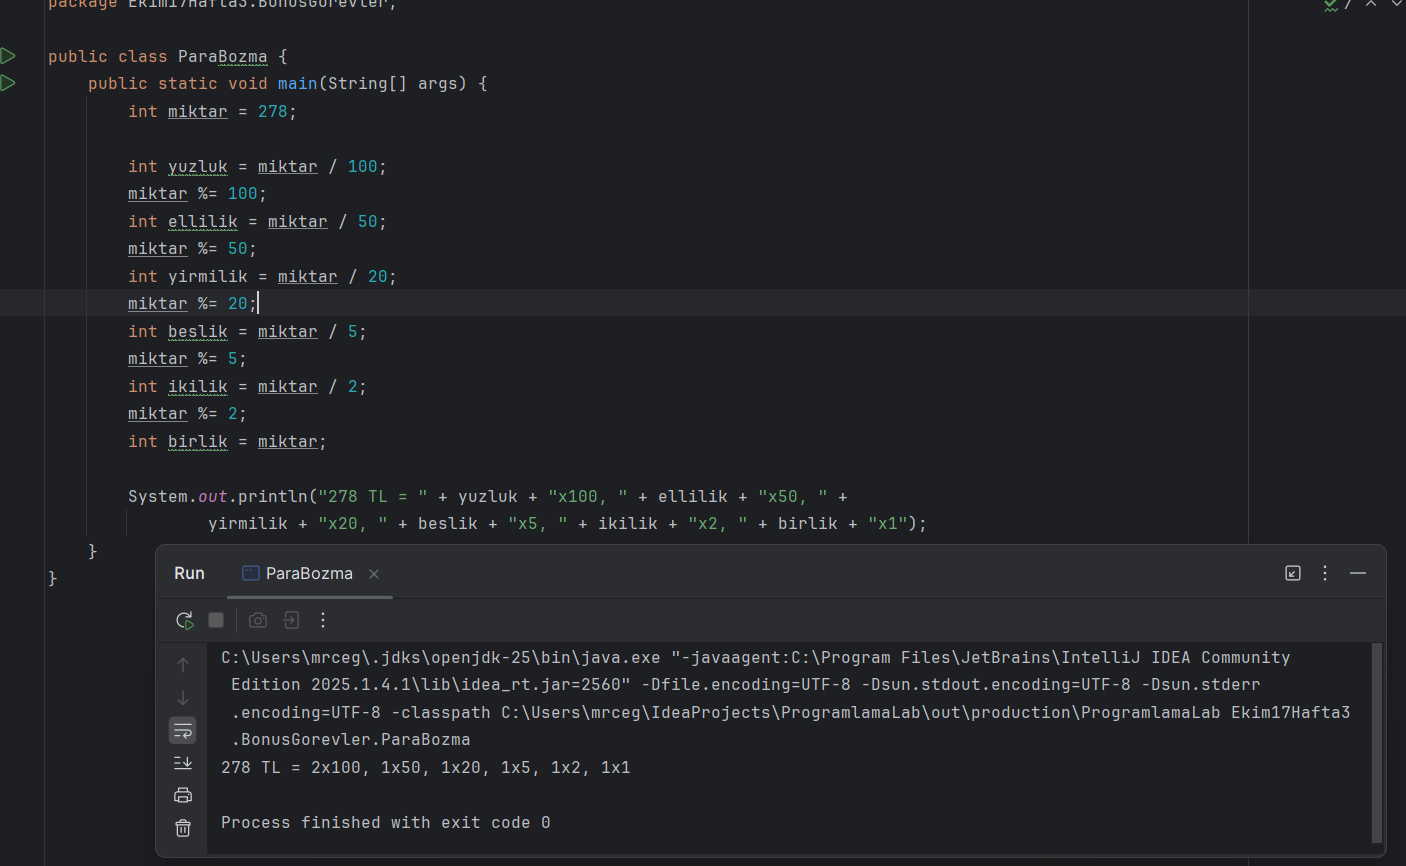 package Ekim17Hafta3.BonusGorevler;
7
public class ParaBozma {
public static void main(String[] args) {
int miktar = 278;
int yuzluk = miktar / 100;
miktar %= 100;
int ellilik = miktar / 50;
miktar %= 50;
int yirmilik = miktar / 20;
miktar %= 20;
int beslik = miktar / 5;
miktar %= 5;
int ikilik = miktar / 2;
miktar %= 2;
int birlik = miktar;
System.out.println("278 TL = " + yuzluk + "x100, " + ellilik + "x50, " +
yirmilik + "x20, " + beslik + "x5, " + ikilik + "x2, " + birlik + "x1");
}
}
Run ParaBozma
C:\Users\mrceg\.jdks\openjdk-25\bin\java.exe "-javaagent:C:\Program Files\JetBrains\IntelliJ IDEA Community
Edition 2025.1.4.1\lib\idea_rt.jar=2560" -Dfile.encoding=UTF-8 -Dsun.stdout.encoding=UTF-8 -Dsun.stderr
.encoding=UTF-8 -classpath C:\Users\mrceg\IdeaProjects\ProgramlamaLab\out\production\ProgramlamaLab Ekim17Hafta3
.BonusGorevler.ParaBozma
278 TL = 2x100, 1x50, 1x20, 1x5, 1x2, 1x1
Process finished with exit code 0